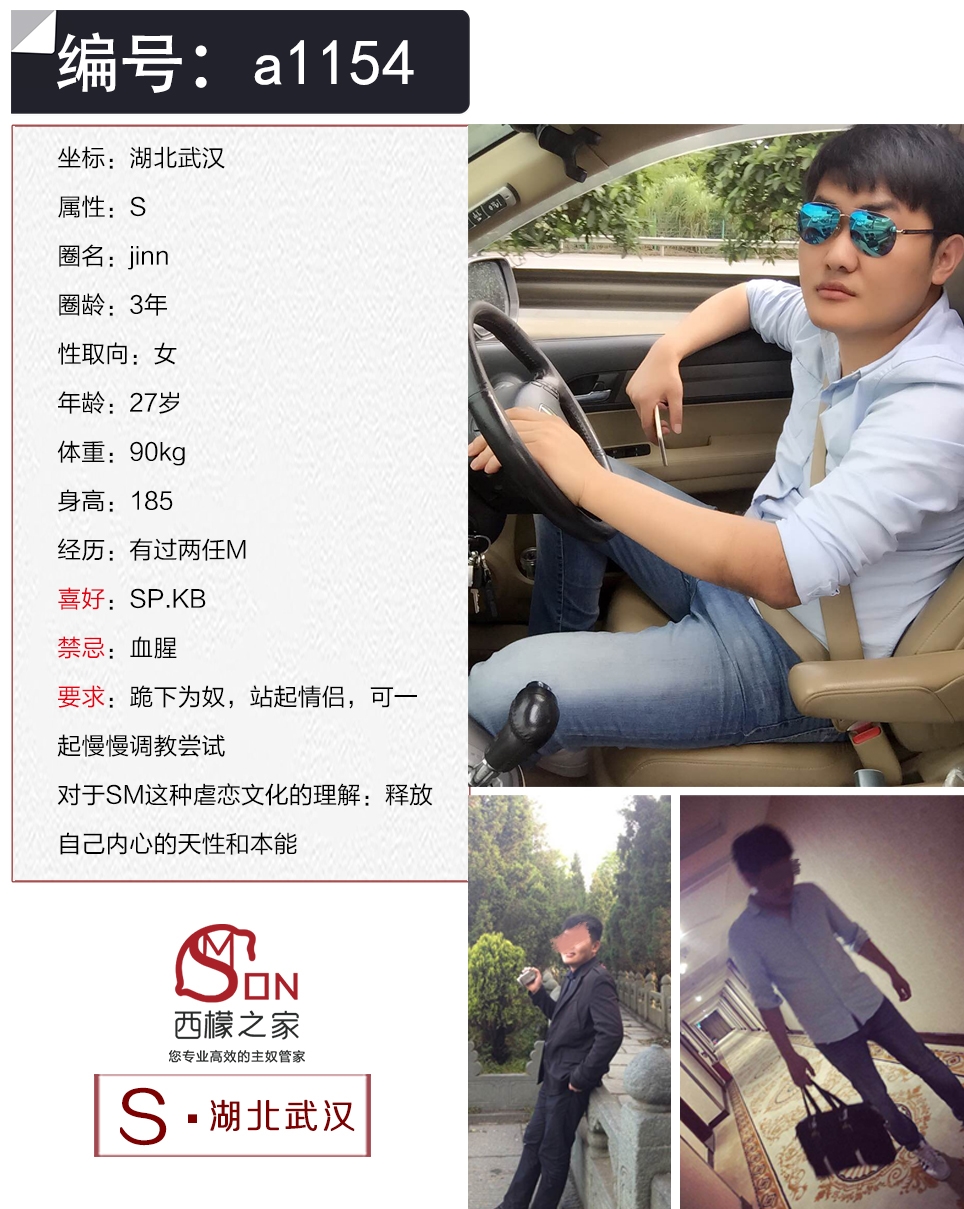 编号：a1154
坐标：湖北武汉
属性：S
圈名：jinn
圈龄：3年
性取向：女
年龄：27岁
体重：90kg
身高：185
经历：有过两任M
喜好：SP.KB
禁忌：血腥
要求：跪下为奴，站起情侣，可一
起慢慢调教尝试
对于SM这种虐恋文化的理解：释放
自己内心的天性和本能
SMON
西檬之家
您专业高效的主奴管家
S·湖北武汉